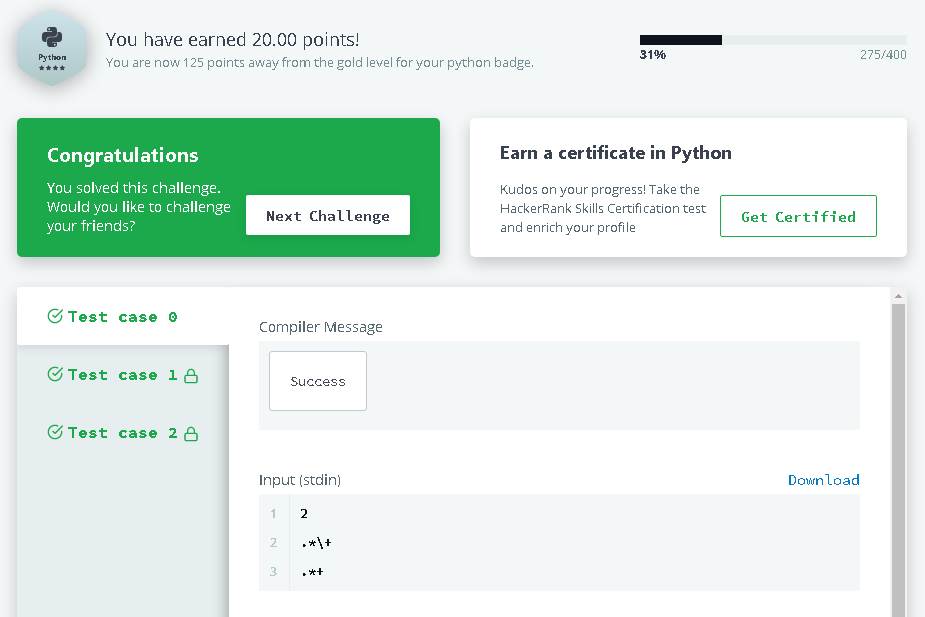 Python
You have earned 20.00 points!
You are now 125 points away from the gold level for your python badge.
31%
275/400
Congratulations
You solved this challenge.
Would you like to challenge
your friends?
Next Challenge
Earn a certificate in Python
Kudos on your progress! Take the
HackerRank Skills Certification test
and enrich your profile
Get Certified
Test case 0
Test case 1
Test case 2
Compiler Message
Success
Input (stdin)
Download
1 2
2 .*\+
3 .*+